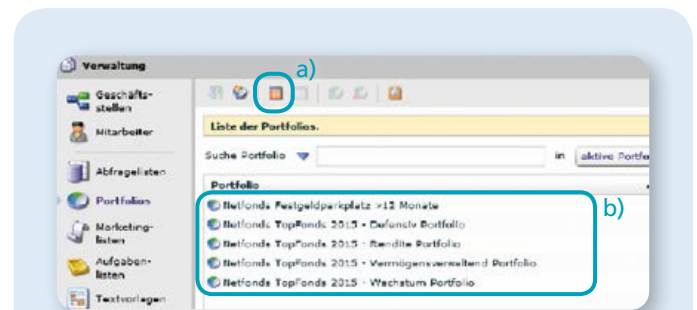 Verwaltung
a)
Geschäfts-
stellen
Mitarbeiter
Abfragelisten
Portfolios
Marketing-
listen
Aufgaben-
listen
Textvorlagen
Liste der Portfolios.
Suche Portfolio
in aktive Portfo
Portfolio
Netfonds Festgeldparkplatz >12 Monate
b)
Netfonds TopFonds 2015 - Defensiv Portfolio
Netfonds TopFonds 2015 - Rendite Portfolio
Netfonds TopFonds 2015 - Vermögensverwaltend Portfolio
Netfonds TopFonds 2015 - Wachstum Portfolio